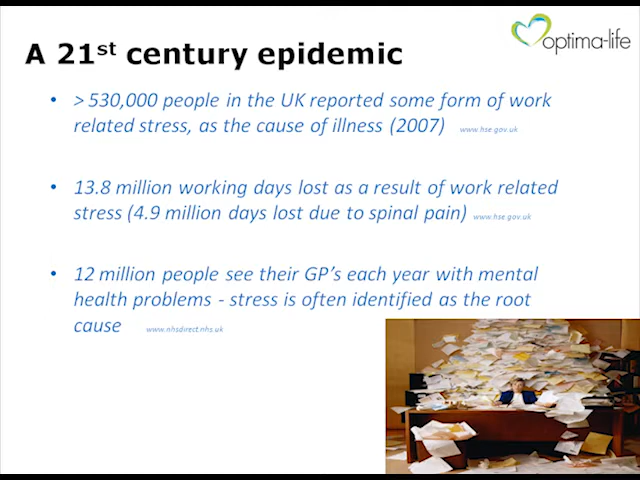 optima-life
A 21st century epidemic
• > 530,000 people in the UK reported some form of work
related stress, as the cause of illness (2007) www.hse.gov.uk
• 13.8 million working days lost as a result of work related
stress (4.9 million days lost due to spinal pain) www.hse.gov.uk
• 12 million people see their GP's each year with mental
health problems - stress is often identified as the root
cause www.nhsdirect.nhs.uk